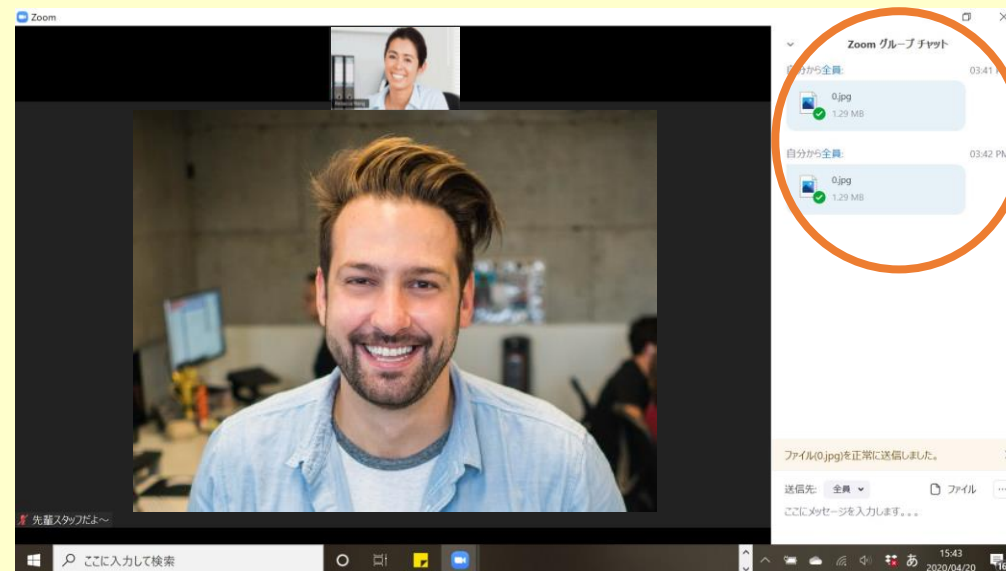 Zoom
Zoom グループ チャット
自分から全員:
03:41 P
0.jpg
1.29 MB
自分から全員:
03:42 PM
0.jpg
1.29 MB
ファイル(0.jpg)を正常に送信しました。
送信先: 全員
ファイル
ここにメッセージを入力します。。。
先輩スタッフだよ～
ここに入力して検索
あ
15:43
2020/04/20